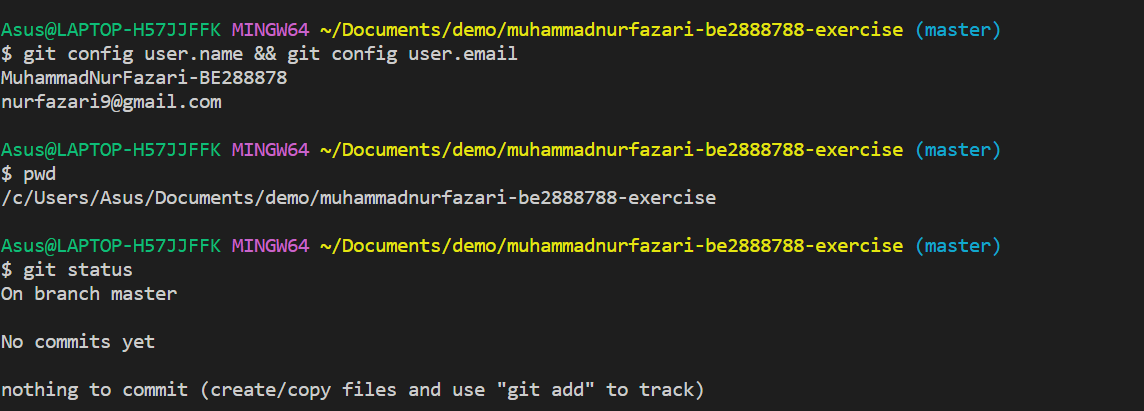 Asus@LAPTOP-H57JJFFK MINGW64 ~/Documents/demo/muhammadnurfazari-be2888788-exercise (master)
$ git config user.name && git config user.email
MuhammadNurFazari-BE288878
nurfazari9@gmail.com
Asus@LAPTOP-H57JJFFK MINGW64 ~/Documents/demo/muhammadnurfazari-be2888788-exercise (master)
$ pwd
/c/Users/Asus/Documents/demo/muhammadnurfazari-be2888788-exercise
Asus@LAPTOP-H57JJFFK MINGW64 ~/Documents/demo/muhammadnurfazari-be2888788-exercise (master)
$ git status
On branch master
No commits yet
nothing to commit (create/copy files and use "git add" to track)